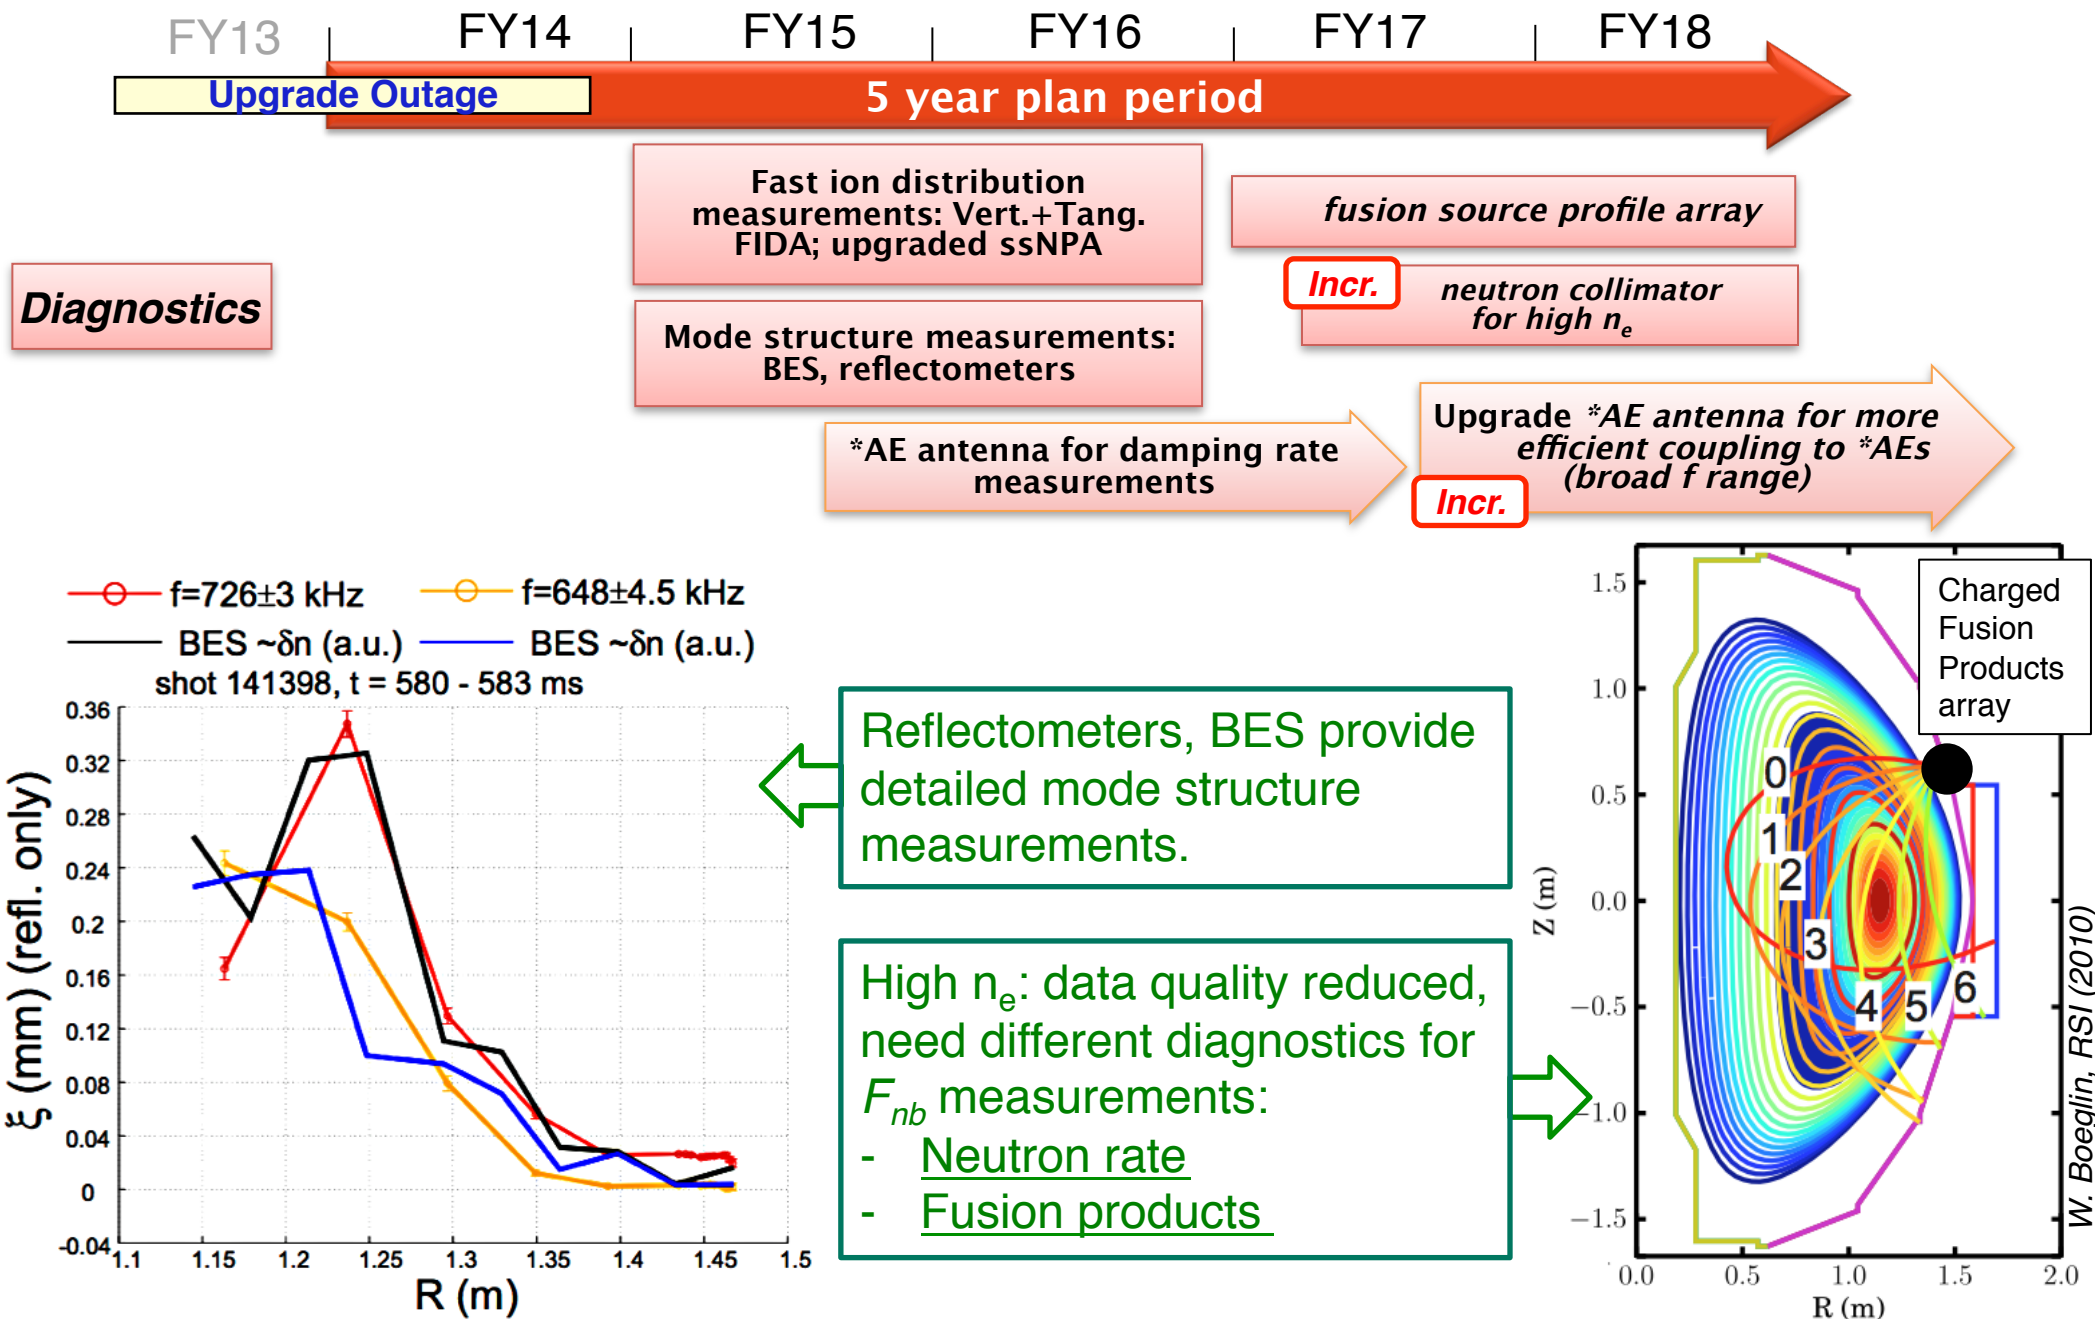 FY13 FY14 FY15 FY16 FY17 FY18
Upgrade Outage
5 year plan period
Fast ion distribution
measurements: Vert.+Tang.
FIDA; upgraded ssNPA
fusion source profile array
Incr.
neutron collimator
for high ne
Diagnostics
Mode structure measurements:
BES, reflectometers
*AE antenna for damping rate
measurements
Upgrade *AE antenna for more
efficient coupling to *AEs
(broad f range)
Incr.
f=726±3 kHz f=648±4.5 kHz
BES ~δn (a.u.) BES ~δn (a.u.)
shot 141398, t = 580 - 583 ms
0.36
0.32
0.28
0.24
0.2
0.16
0.12
0.08
0.04
0
-0.04
1.1 1.15 1.2 1.25 1.3 1.35 1.4 1.45 1.5
R (m)
ξ (mm) (refl. only)
Reflectometers, BES provide
detailed mode structure
measurements.
High ne: data quality reduced,
need different diagnostics for
Fnb measurements:
- Neutron rate
- Fusion products
Charged
Fusion
Products
array
1.5
1.0
0.5
0.0
−0.5
−1.0
−1.5
Z (m)
0
1
2
3
4
5
6
0.0 0.5 1.0 1.5 2.0
R (m)
W. Boeglin, RSI (2010)